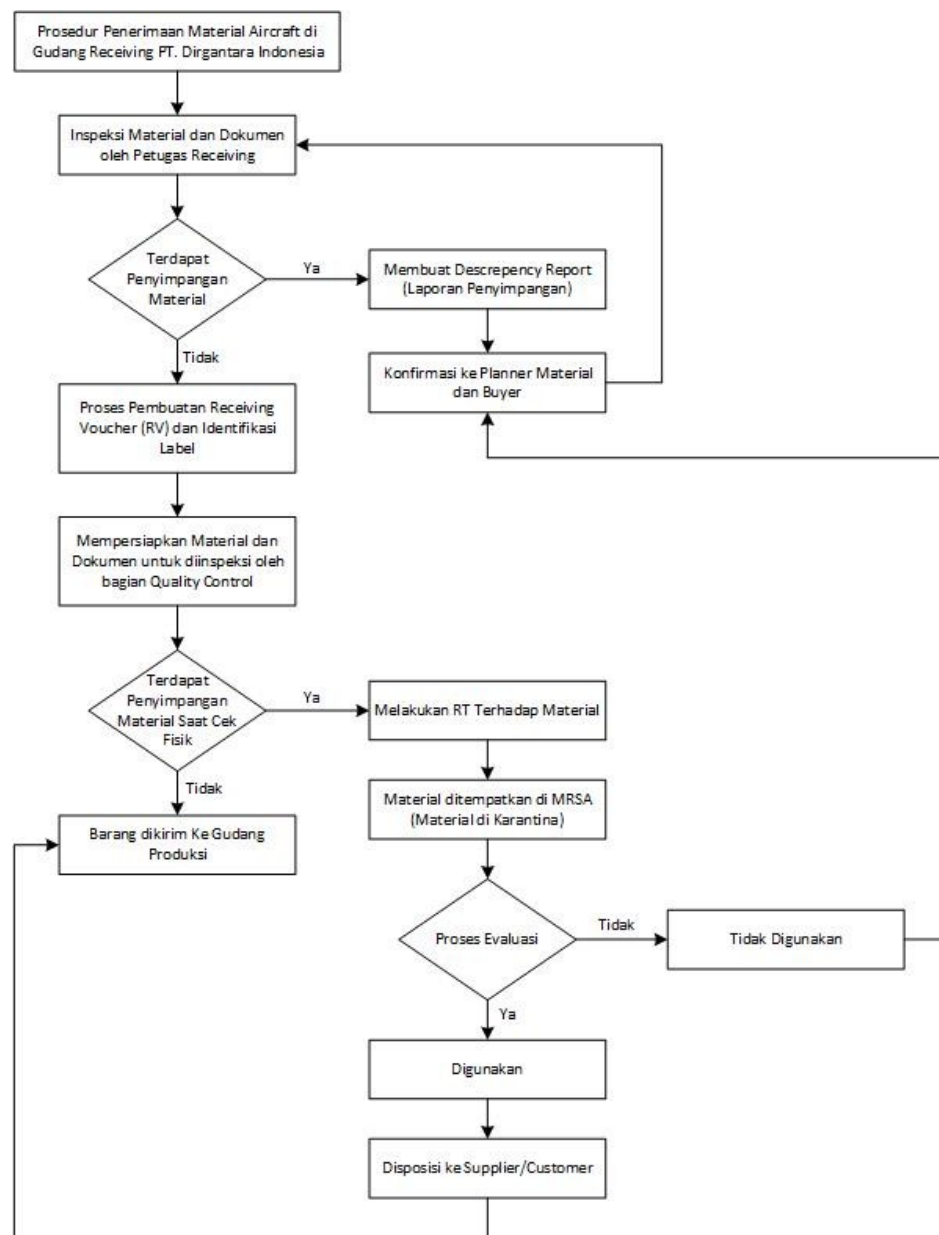 Prosedur Penerimaan Material Aircraft di
Gudang Receiving PT. Dirgantara Indonesia
Inspeksi Material dan Dokumen
oleh Petugas Receiving
Terdapat
Penyimpangan
Material
Ya
Membuat Descrepency Report
(Laporan Penyimpangan)
Tidak
Konfirmasi ke Planner Material
dan Buyer
Proses Pembuatan Receiving
Voucher (RV) dan Identifikasi
Label
Mempersiapkan Material dan
Dokumen untuk diinspeksi oleh
bagian Quality Control
Terdapat
Penyimpangan
Material Saat Cek
Fisik
Ya
Melakukan RT Terhadap Material
Tidak
Material ditempatkan di MRSA
(Material di Karantina)
Barang dikirim Ke Gudang
Produksi
Proses Evaluasi
Tidak
Tidak Digunakan
Ya
Digunakan
Disposisi ke Supplier/Customer